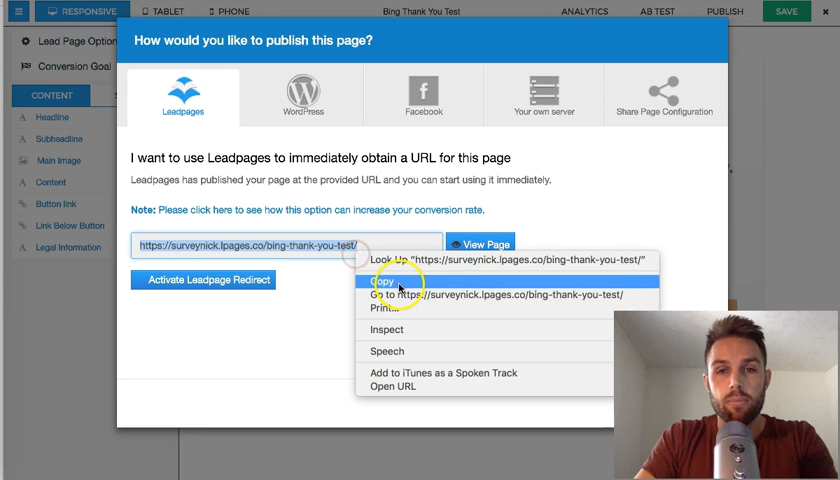 RESPONSIVE TABLET PHONE Bing Thank You Test ANALYTICS AB TEST PUBLISH SAVE
Lead Page Option
Conversion Goal
CONTENT S
Headline
Subheadline
Main Image
Content
Button link
Link Below Button
Legal Information
How would you like to publish this page?
Leadpages WordPress Facebook Your own server Share Page Configuration
I want to use Leadpages to immediately obtain a URL for this page
Leadpages has published your page at the provided URL and you can start using it immediately.
Note: Please click here to see how this option can increase your conversion rate.
https://surveynick.lpages.co/bing-thank-you-test/ View Page
Activate Leadpage Redirect
Look Up “https://surveynick.lpages.co/bing-thank-you-test/”
Copy
Go to https://surveynick.lpages.co/bing-thank-you-test/
Print...
Inspect
Speech
Add to iTunes as a Spoken Track
Open URL